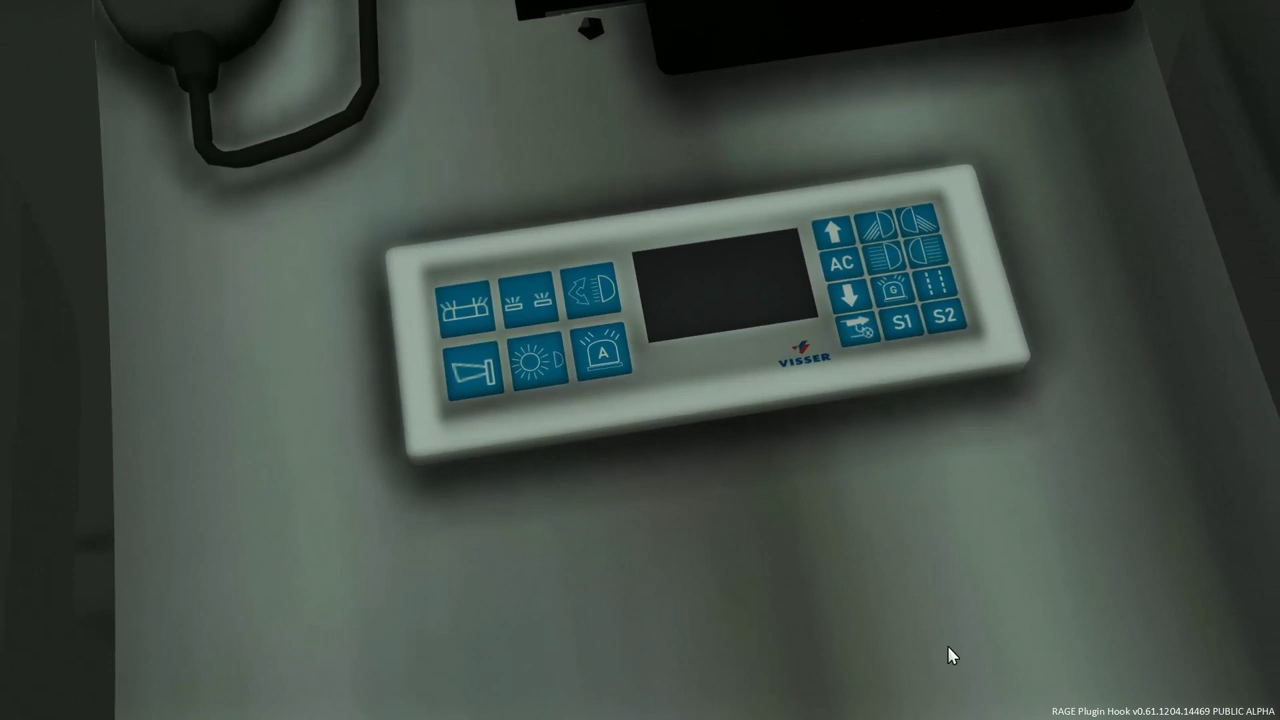 AC
G
S1 S2
A
VISSER
RAGE Plugin Hook v0.61.1204.14469 PUBLIC ALPHA